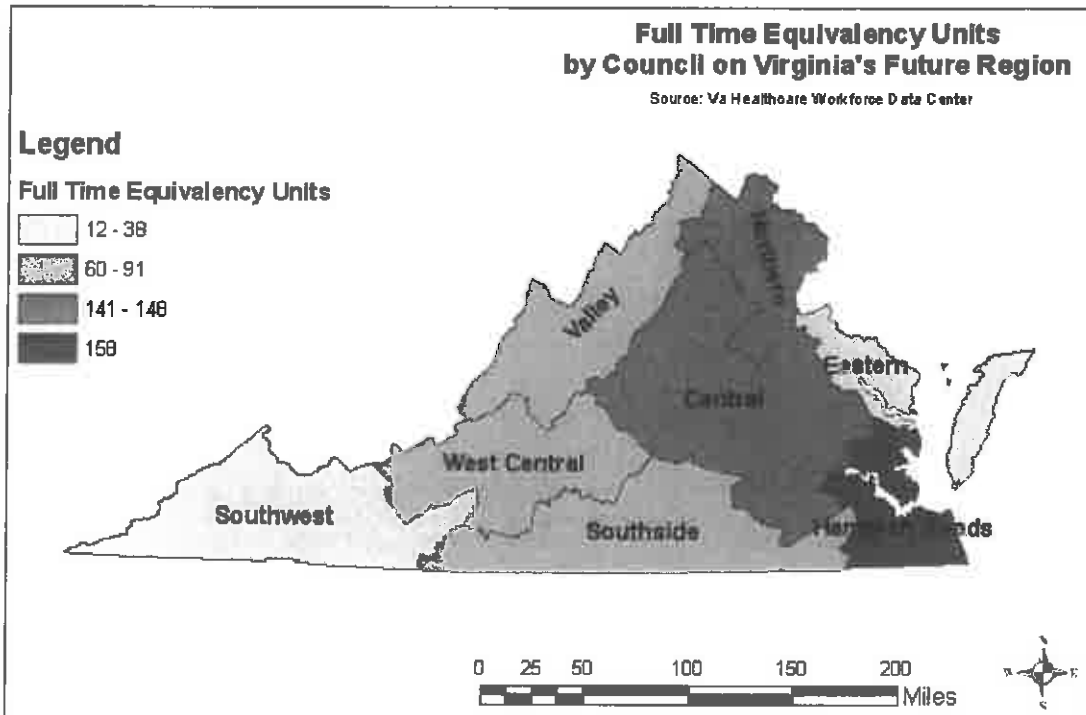 Full Time Equivalency Units
by Council on Virginia's Future Region
Source: Va Healthcare Workforce Data Center
Legend
Full Time Equivalency Units
12 - 38
60 - 91
141 - 148
158
Valley
Eastern
Central
West Central
Southwest
Southside
0 25 50 100 150 200
Miles
N
W E
S